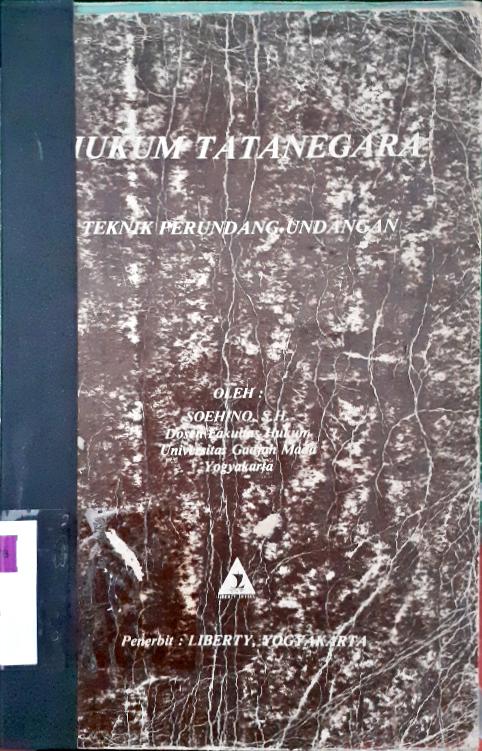 HUKUM TATANEGARA
TEKNIK PERUNDANG-UNDANGAN
OLEH :
SOEHINO, S.H.
Dosen Fakultas Hukum
Universitas Gadjah Mada
Yogyakarta
Penerbit : LIBERTY, YOGYAKARTA